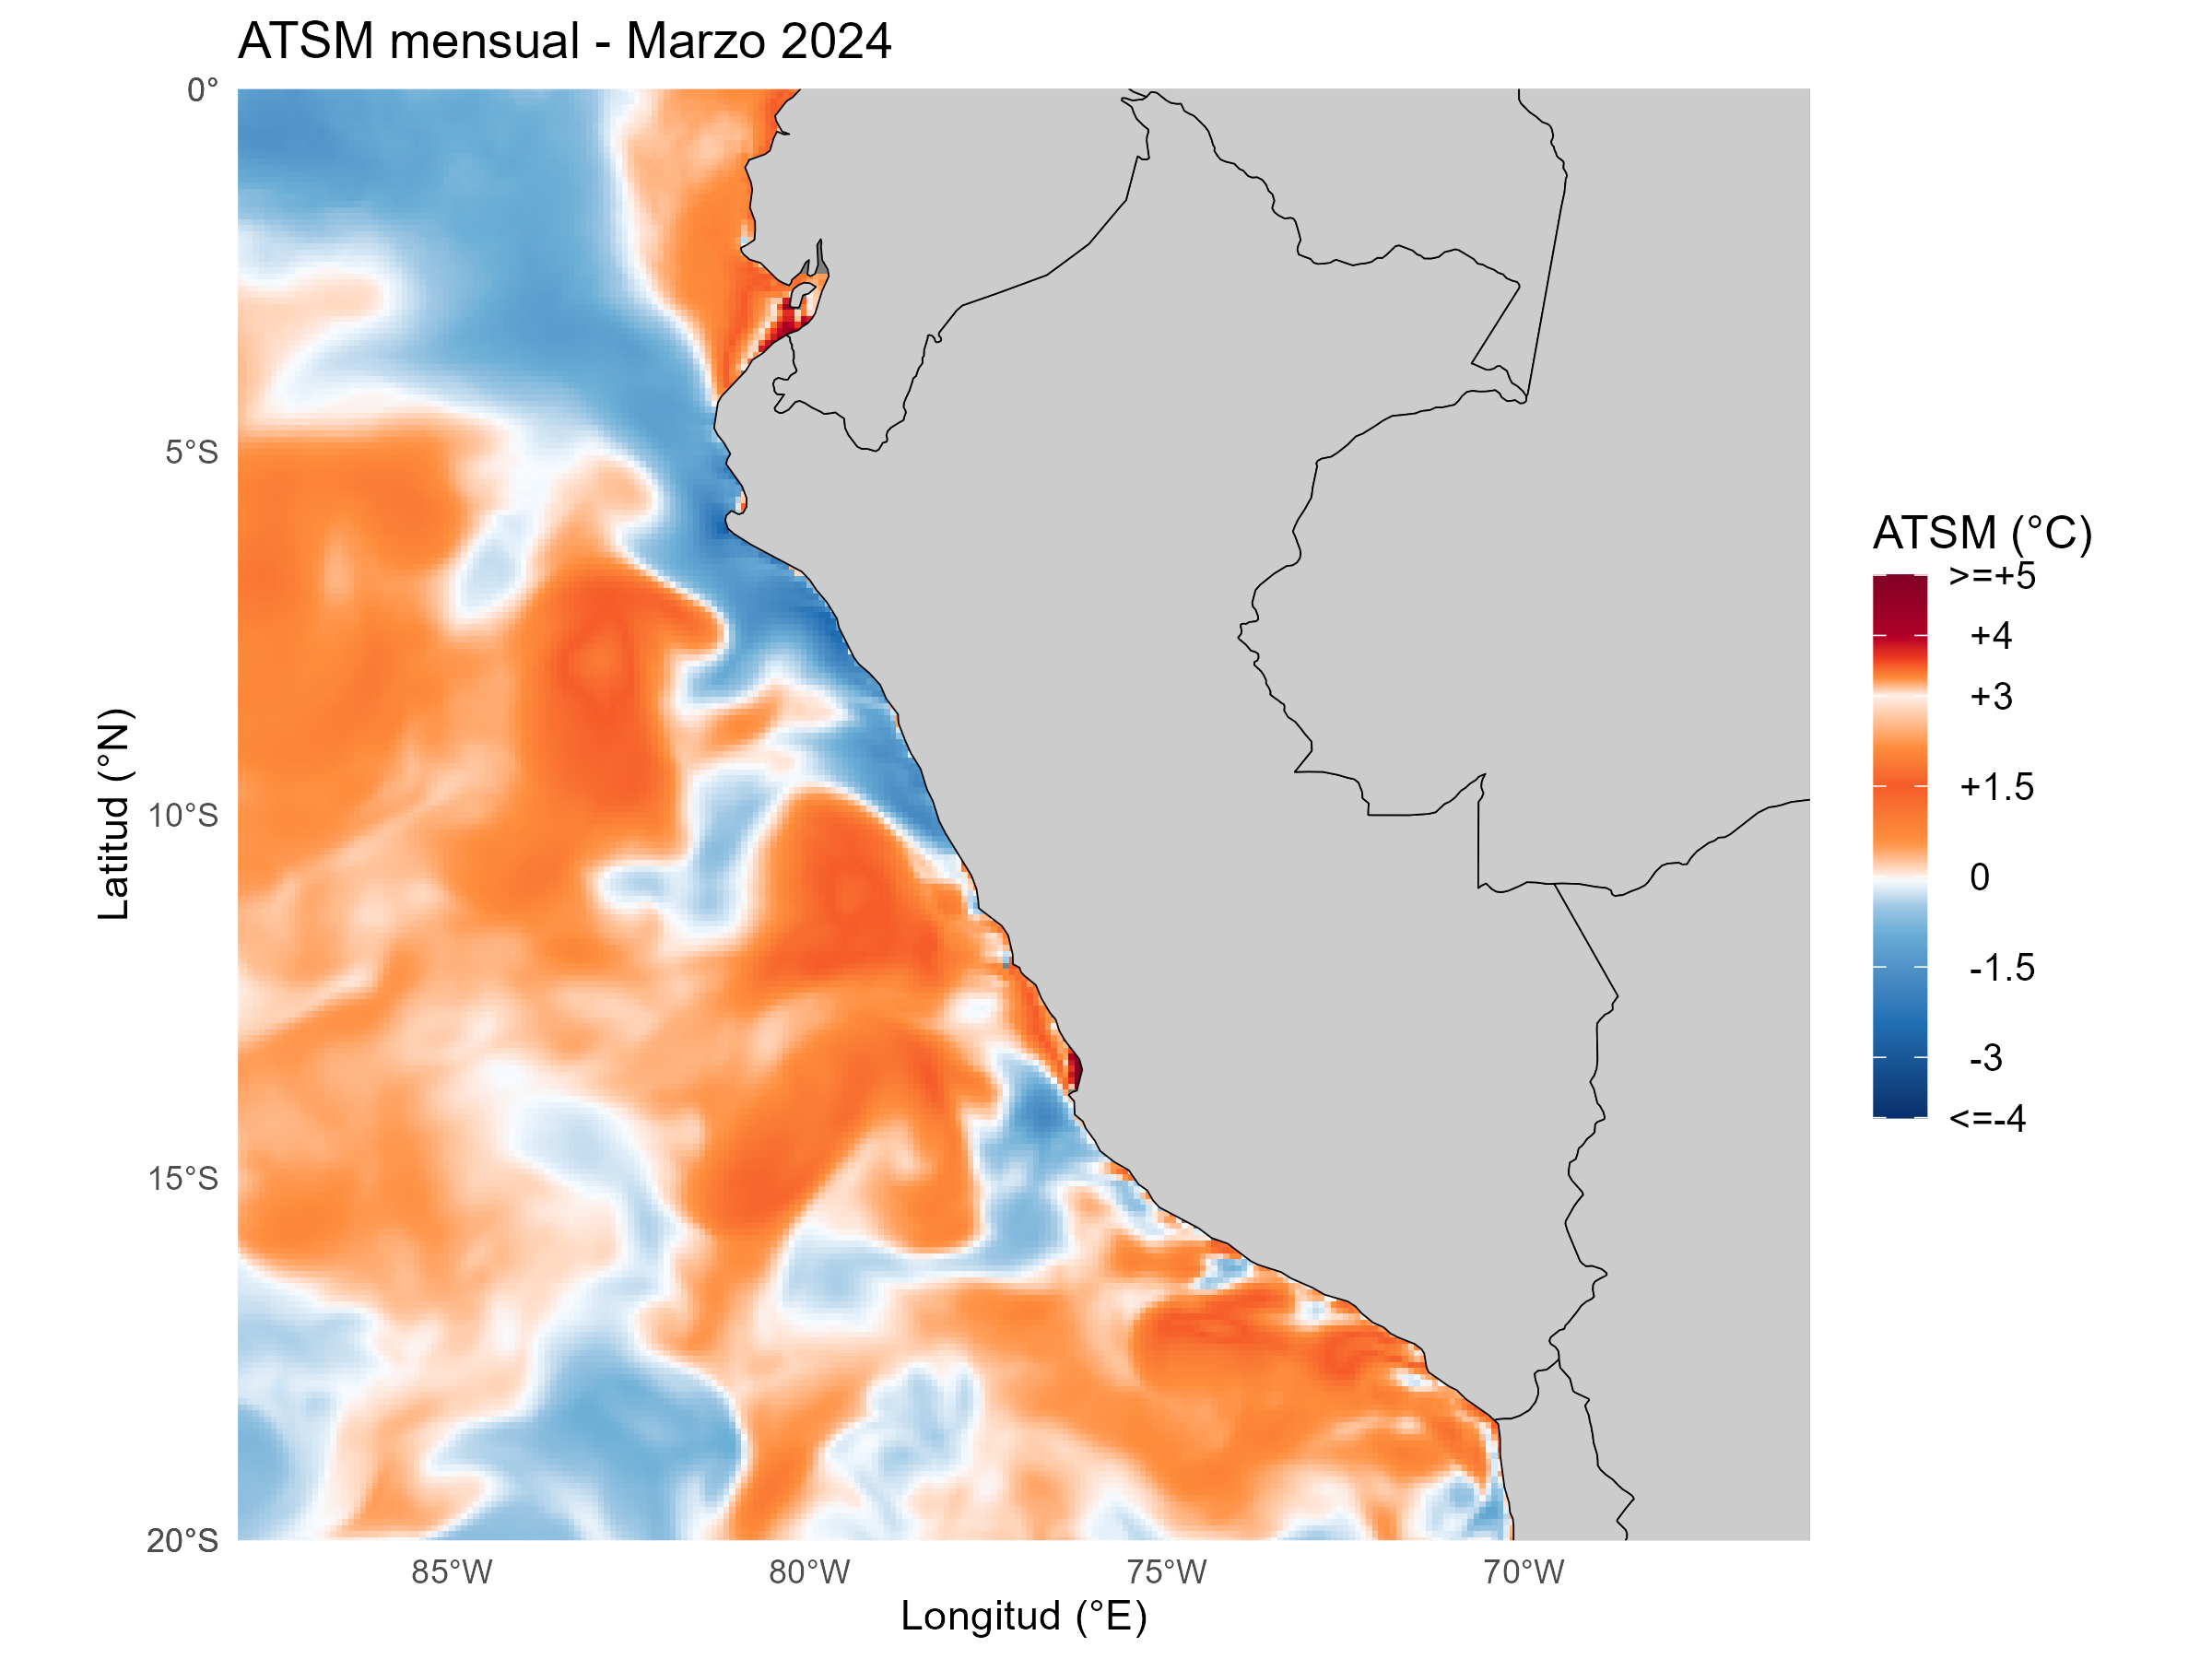 ATSM mensual - Marzo 2024
0°
5°S
10°S
15°S
20°S
Latitud (°N)
85°W
80°W
75°W
70°W
Longitud (°E)
ATSM (°C)
>=+5
+4
+3
+1.5
0
-1.5
-3
<=-4